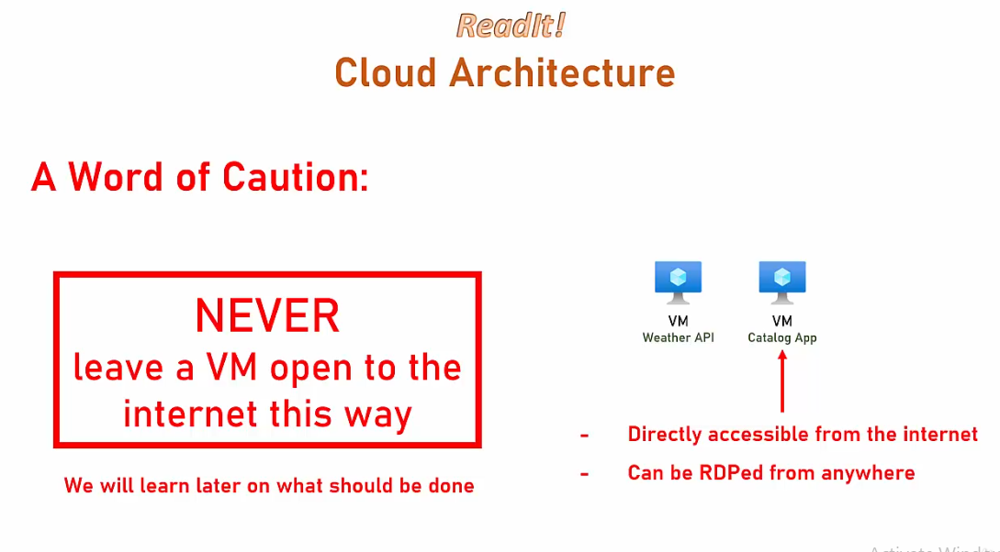 ReadIt!
Cloud Architecture
A Word of Caution:
NEVER
leave a VM open to the
internet this way
We will learn later on what should be done
VM
Weather API
VM
Catalog App
- Directly accessible from the internet
- Can be RDPed from anywhere